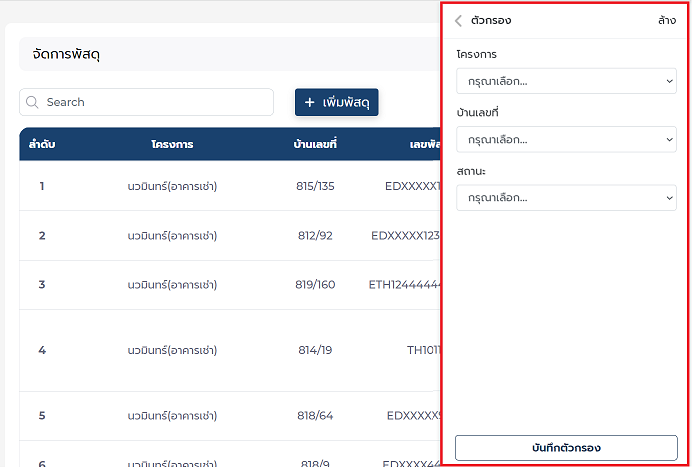 ตัวกรอง ล้าง
จัดการพัสดุ
โครงการ
กรุณาเลือก...
Search
+ เพิ่มพัสดุ
บ้านเลขที่
กรุณาเลือก...
สถานะ
กรุณาเลือก...
ลำดับ โครงการ บ้านเลขที่ เลขพัส
1 นวมินทร์(อาคารเช่า) 815/135 EDXXXXX1
2 นวมินทร์(อาคารเช่า) 812/92 EDXXXXX123
3 นวมินทร์(อาคารเช่า) 819/160 ETH12444444
4 นวมินทร์(อาคารเช่า) 814/19 TH1011
5 นวมินทร์(อาคารเช่า) 818/64 EDXXXXX
6 นวมินทร์(อาคารเช่า) 818/9 EDXXXX44
บันทึกตัวกรอง